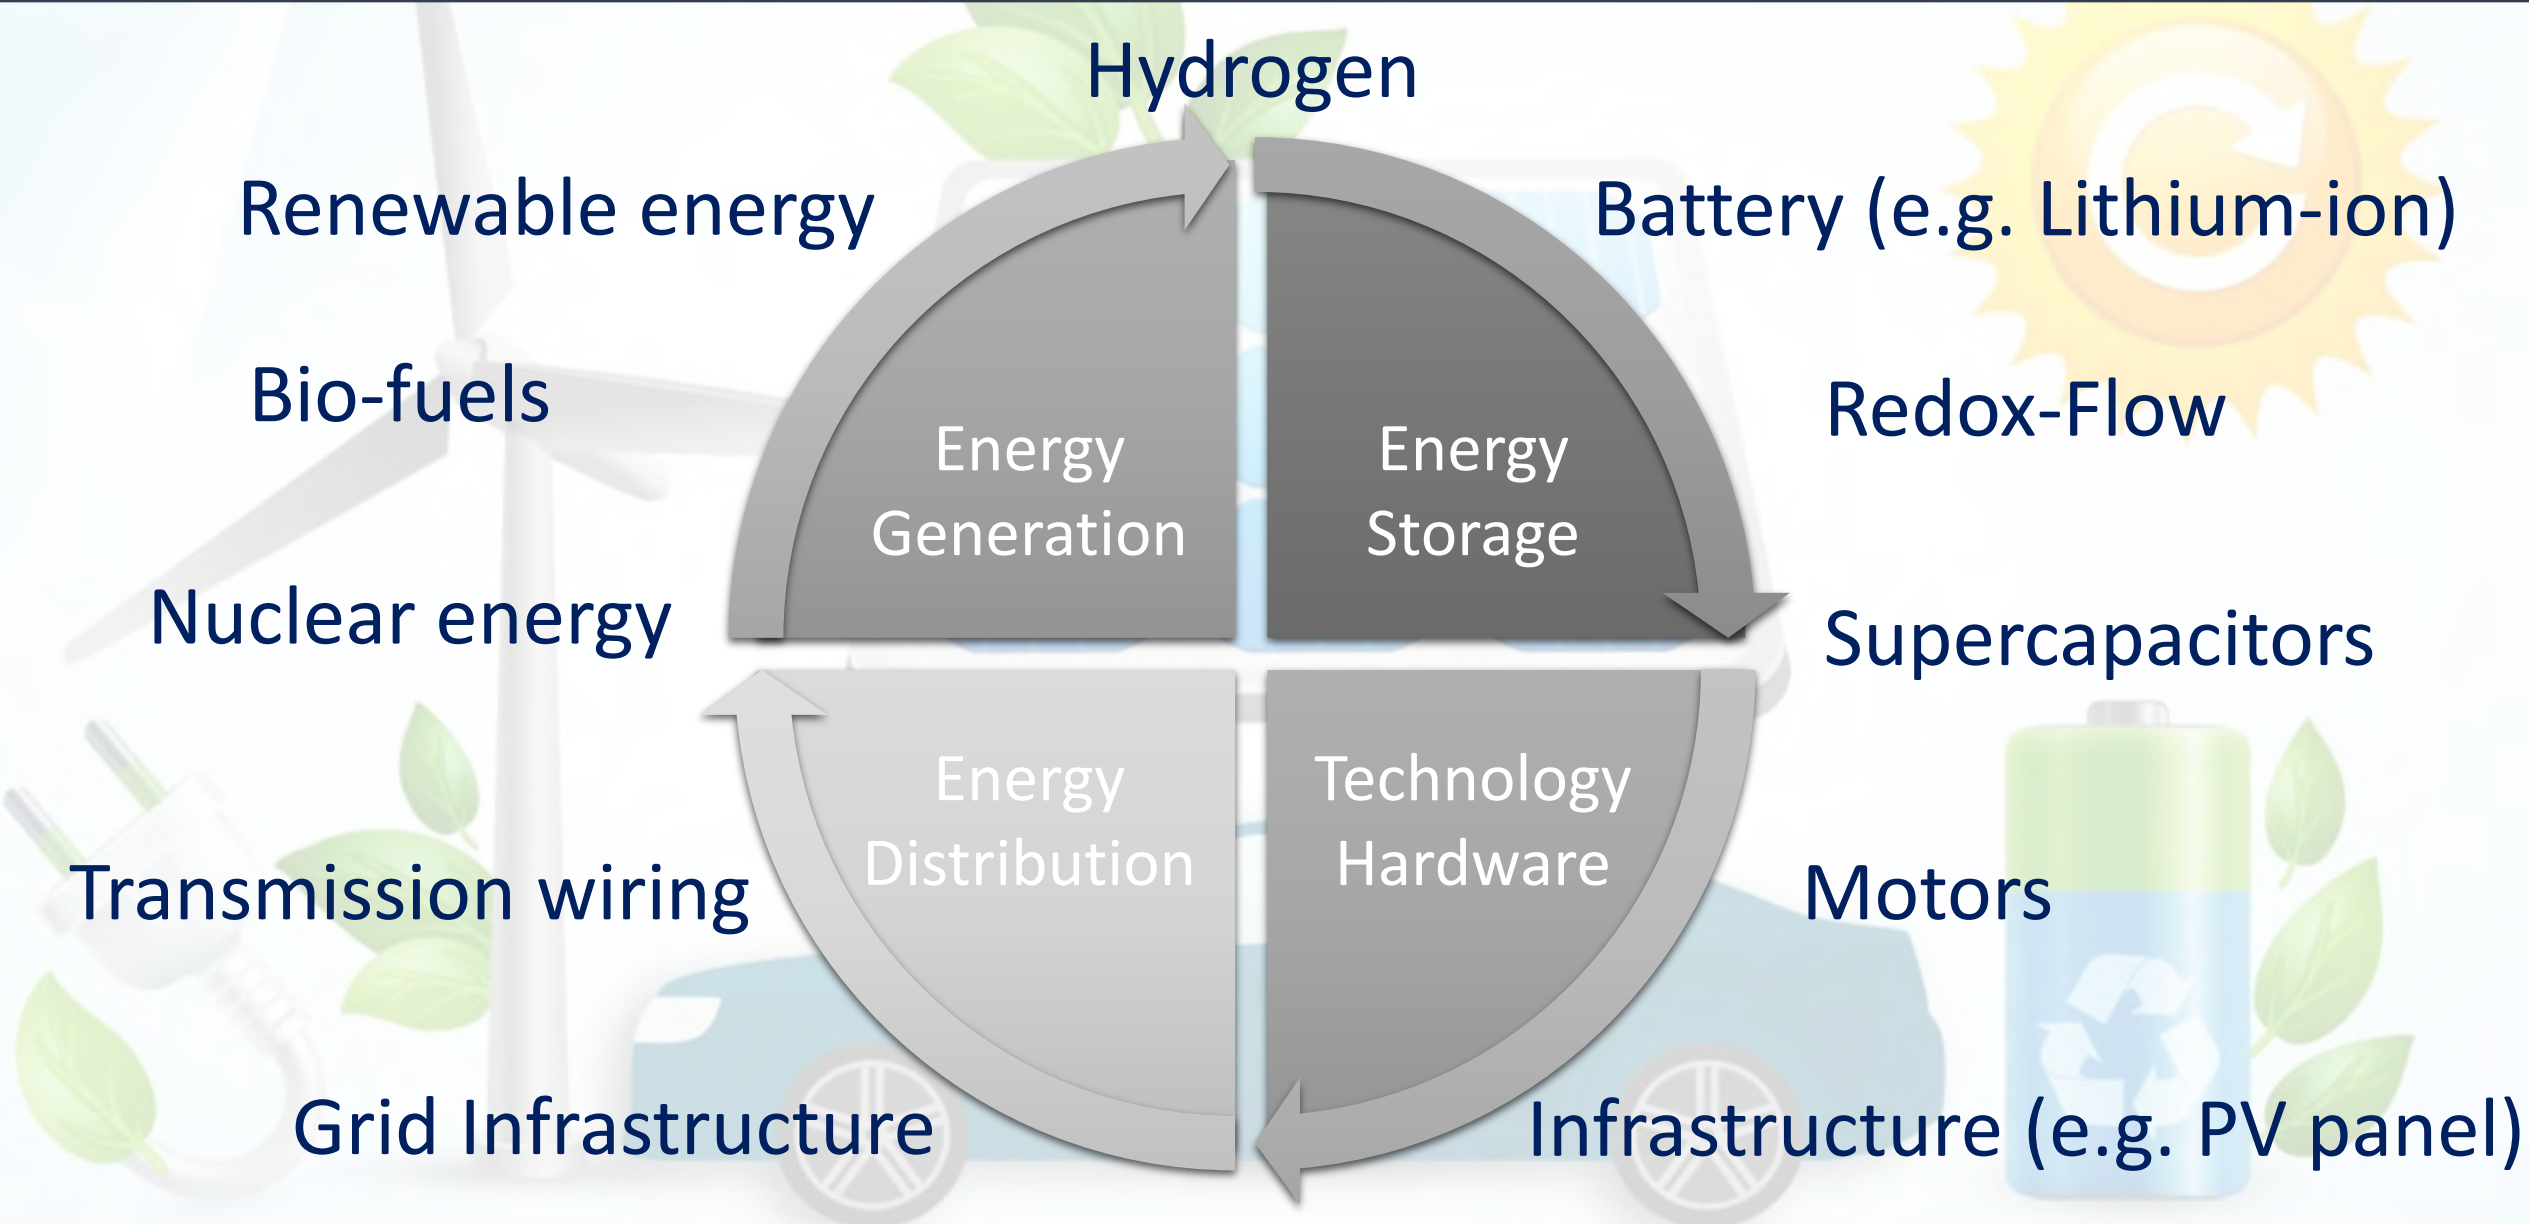 Hydrogen
Renewable energy
Battery (e.g. Lithium-ion)
Bio-fuels
Redox-Flow
Energy
Generation
Energy
Storage
Nuclear energy
Supercapacitors
Energy
Distribution
Technology
Hardware
Transmission wiring
Motors
Grid Infrastructure
Infrastructure (e.g. PV panel)